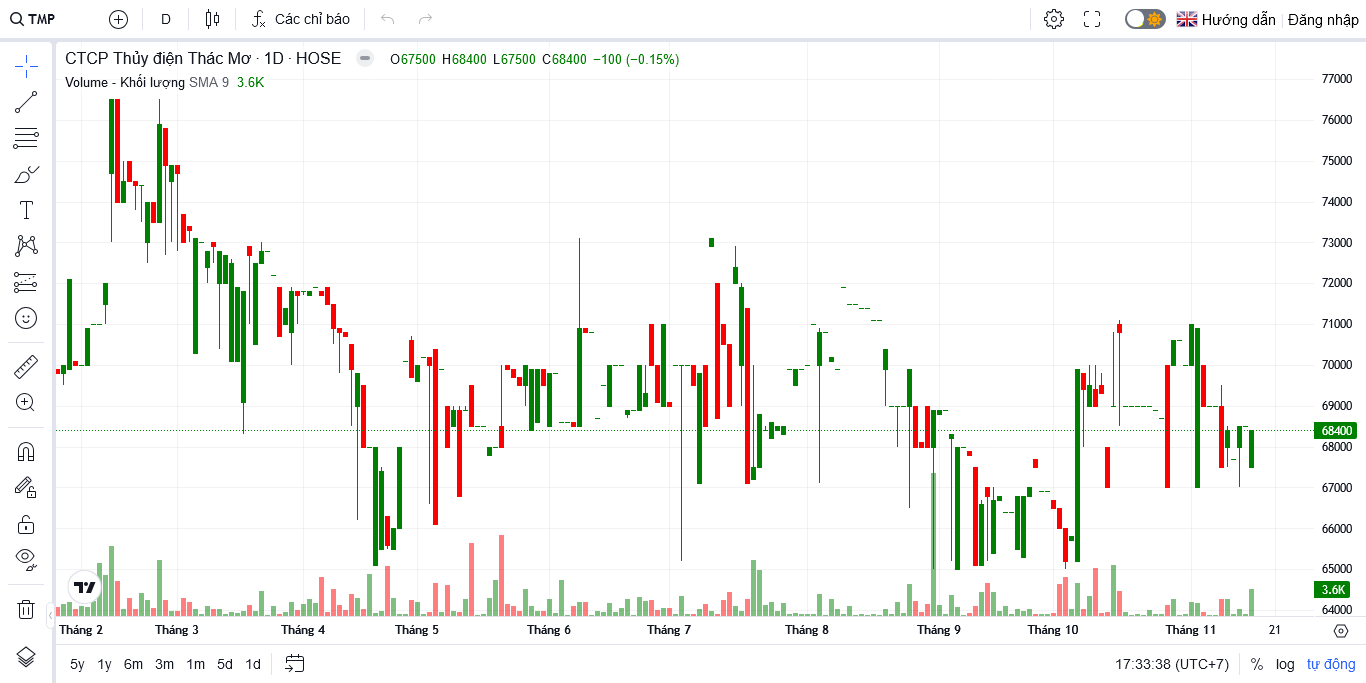 TMP D Các chỉ báo Hướng dẫn Đăng nhập
CTCP Thủy điện Thác Mơ · 1D · HOSE O67500 H68400 L67500 C68400 −100 (−0.15%)
Volume - Khối lượng SMA 9 3.6K
77000
76000
75000
74000
73000
72000
71000
70000
69000
68400
68000
67000
66000
65000
3.6K
64000
Tháng 2 Tháng 3 Tháng 4 Tháng 5 Tháng 6 Tháng 7 Tháng 8 Tháng 9 Tháng 10 Tháng 11 21
5y 1y 6m 3m 1m 5d 1d 17:33:38 (UTC+7) % log tự động